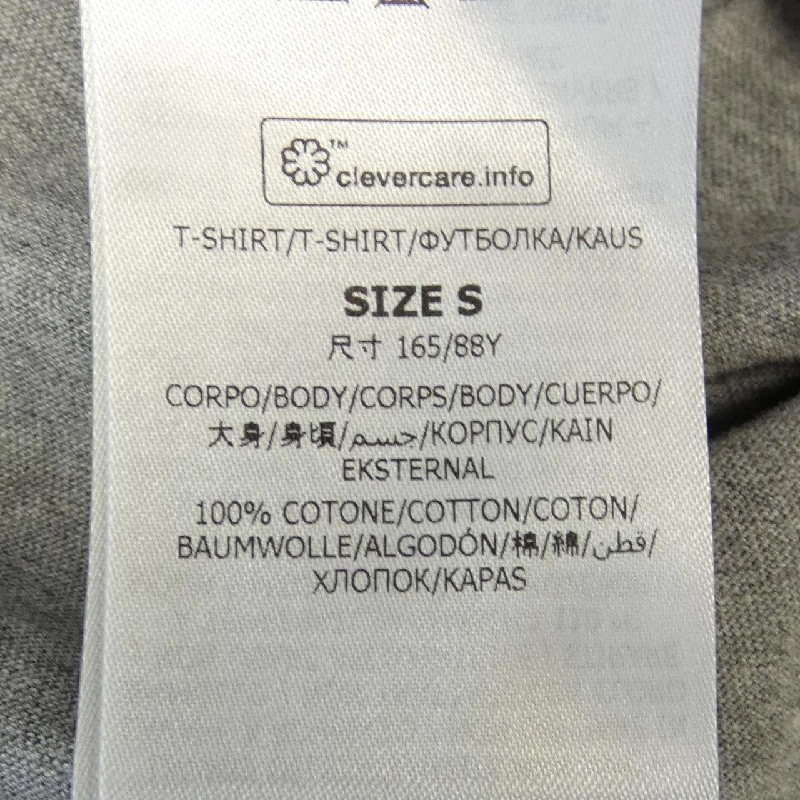 ™
clevercare.info
T-SHIRT/T-SHIRT/ФУТБОЛКА/KAUS
SIZE S
尺寸 165/88Y
CORPO/BODY/CORPS/BODY/CUERPO/
大身/身頃/جسم/КОРПУС/KAIN
EKSTERNAL
100% COTONE/COTTON/COTON/
BAUMWOLLE/ALGODÓN/棉/綿/قطن/
ХЛОПОК/KAPAS